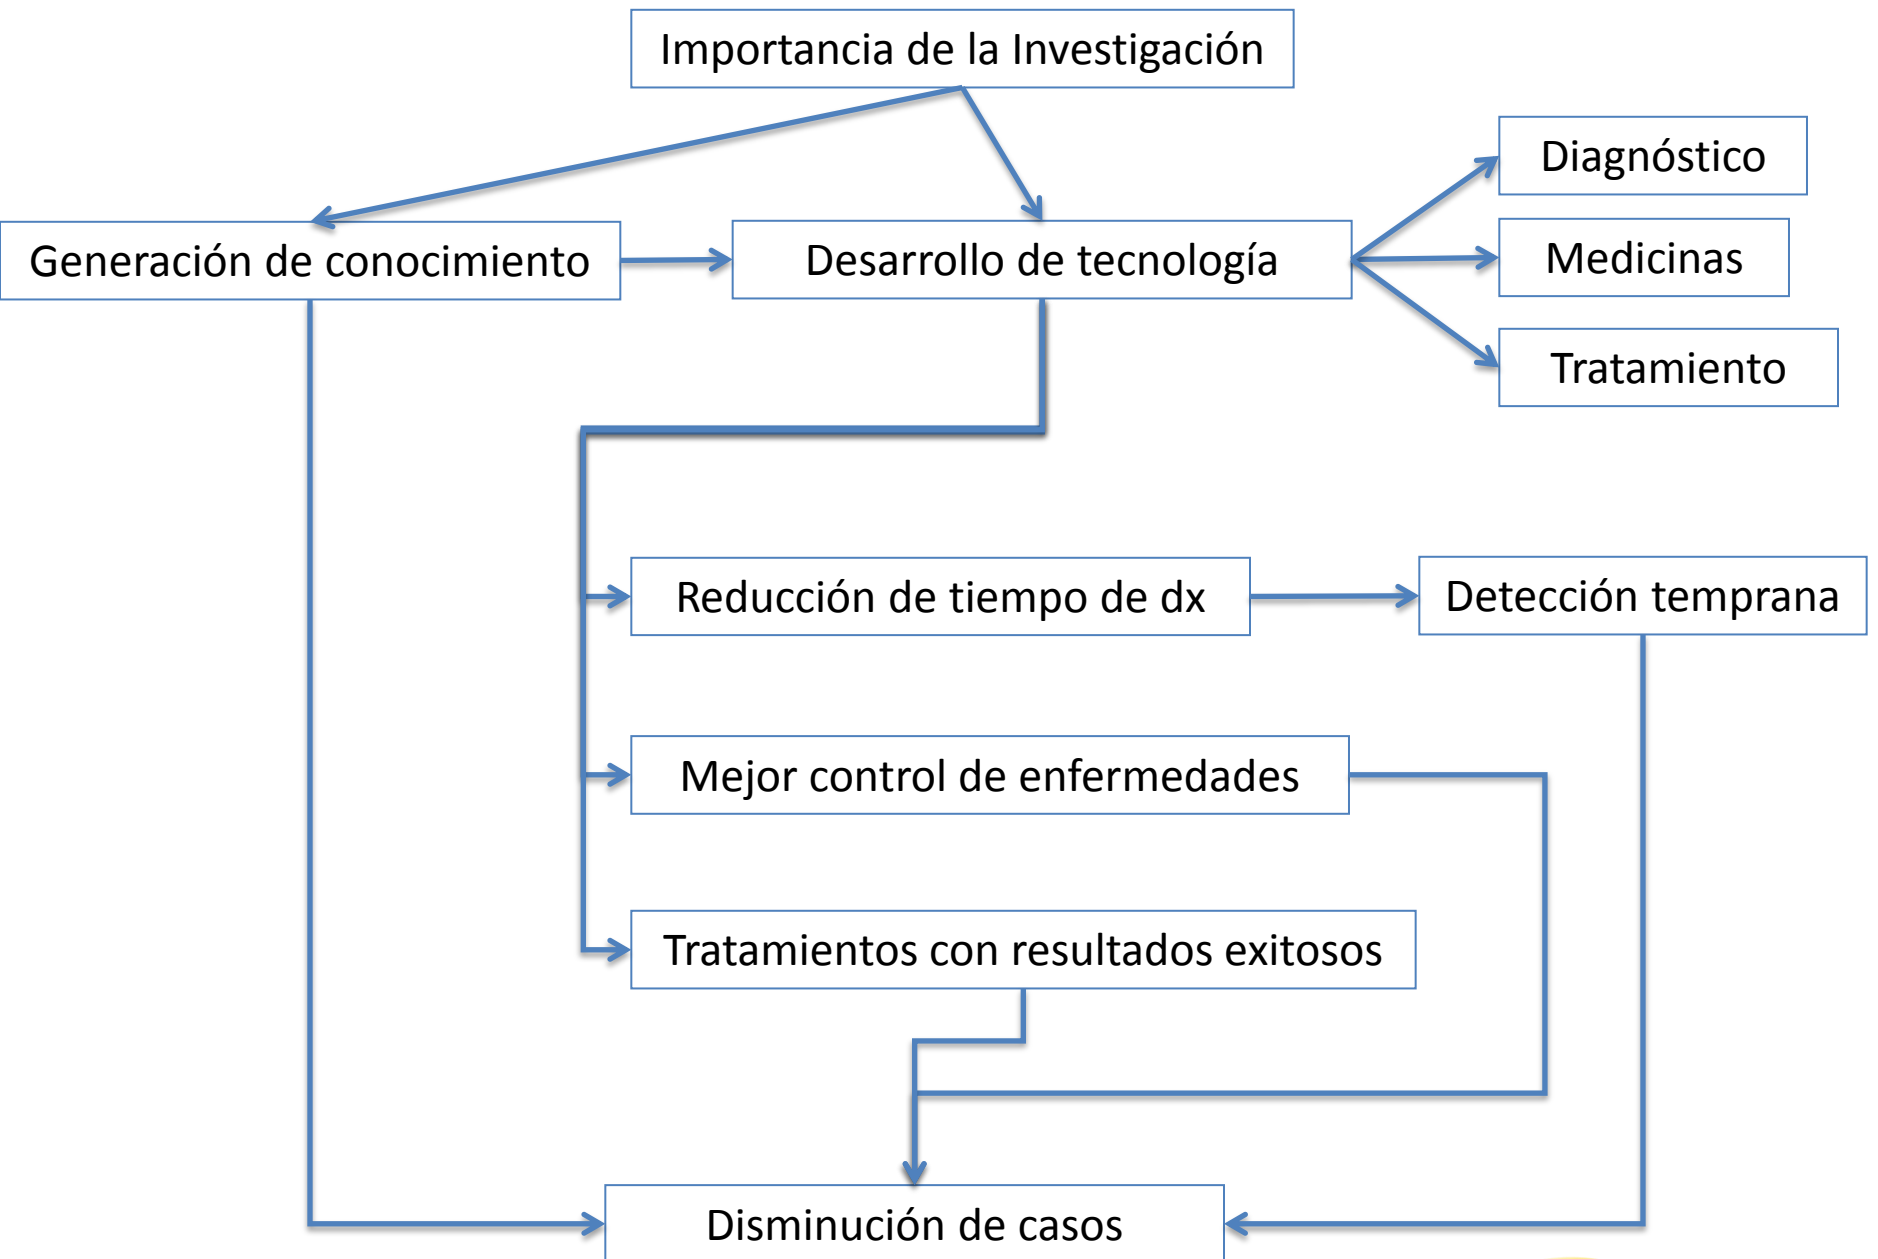 Importancia de la Investigación
Diagnóstico
Generación de conocimiento
Desarrollo de tecnología
Medicinas
Tratamiento
Reducción de tiempo de dx
Detección temprana
Mejor control de enfermedades
Tratamientos con resultados exitosos
Disminución de casos